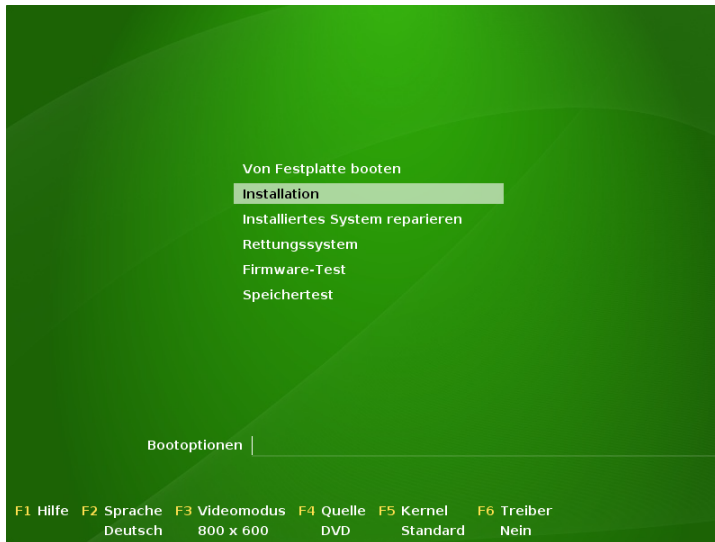 Von Festplatte booten
Installation
Installiertes System reparieren
Rettungssystem
Firmware-Test
Speichertest
Bootoptionen
F1 Hilfe F2 Sprache F3 Videomodus F4 Quelle F5 Kernel F6 Treiber
Deutsch 800 x 600 DVD Standard Nein